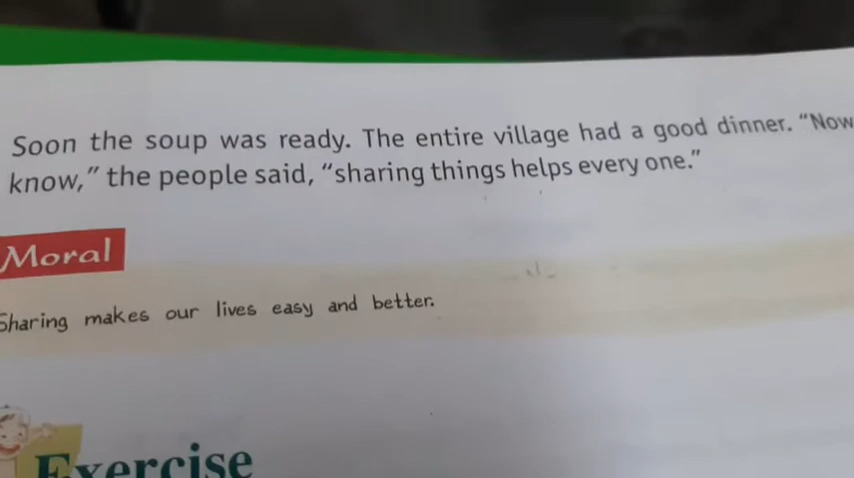 Soon the soup was ready. The entire village had a good dinner. “Now
know,” the people said, “sharing things helps every one.”
Moral
Sharing makes our lives easy and better.
Exercise